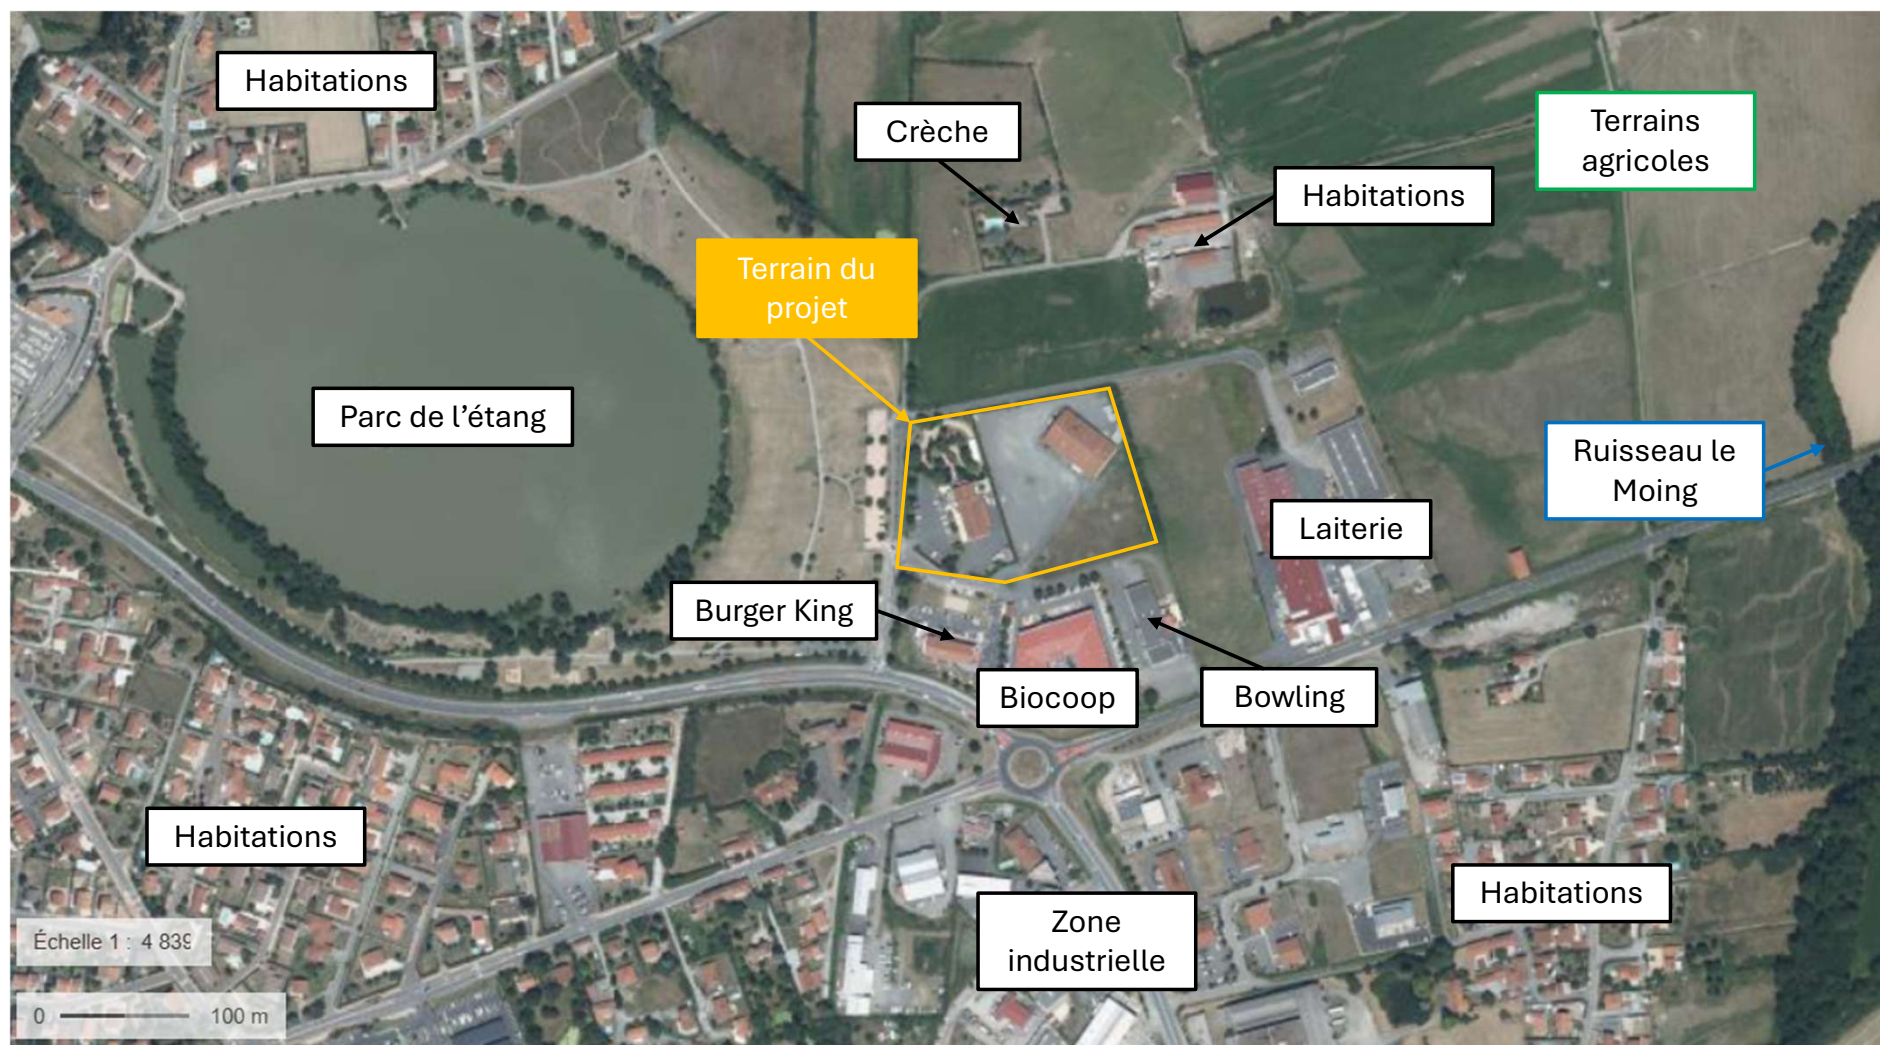 Habitations
Crèche
Terrains
agricoles
Habitations
Terrain du
projet
Parc de l’étang
Ruisseau le
Moing
Laiterie
Burger King
Biocoop
Bowling
Habitations
Habitations
Zone
industrielle
Échelle 1 : 4 839
0 100 m